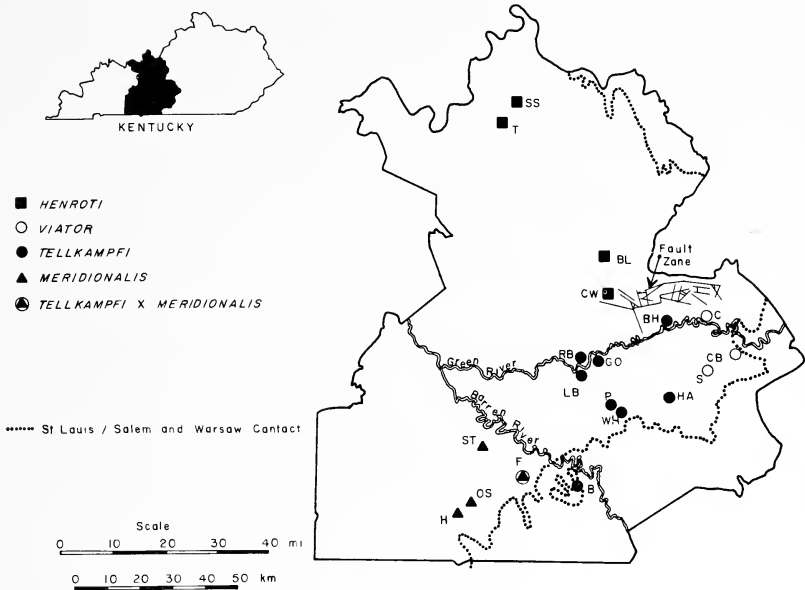 KENTUCKY
HENROTI
VIATOR
TELLKAMPFI
MERIDIONALIS
TELLKAMPFI X MERIDIONALIS
St Louis / Salem and Warsaw Contact
Scale
0 10 20 30 40 mi
0 10 20 30 40 50 km
SS
T
BL
Fault
Zone
CW
BH
C
CB
S
RB
GO
LB
Green River
P
WH
HA
Barren River
ST
F
B
OS
H